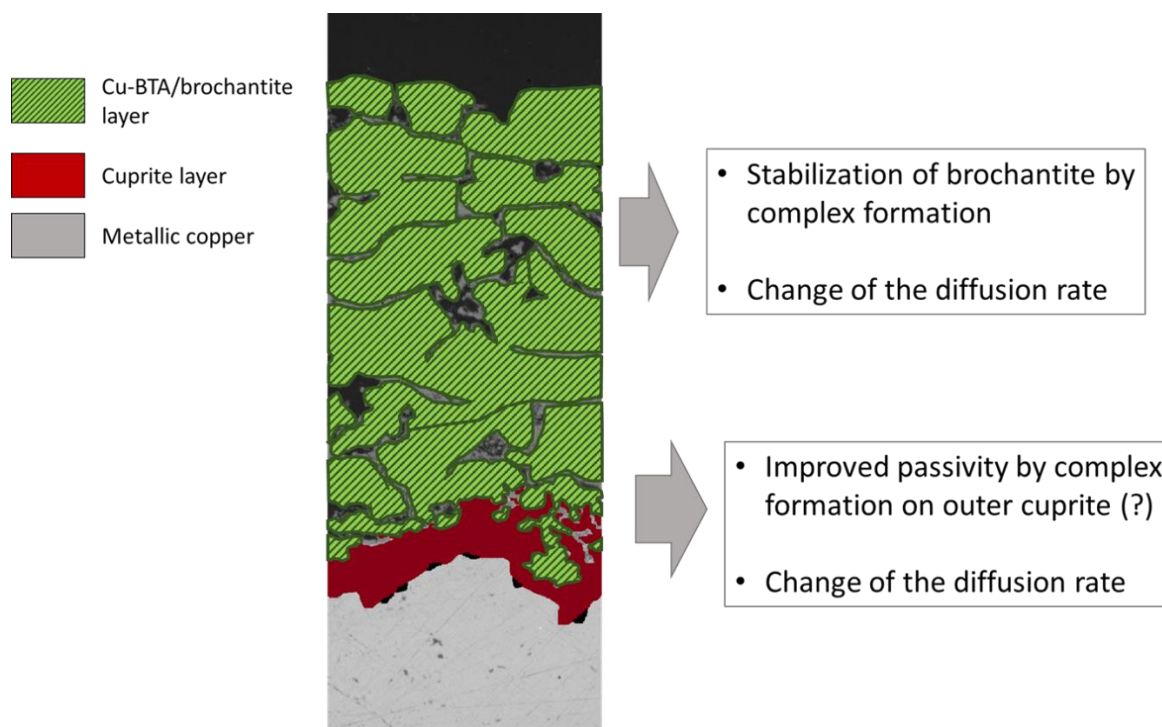 Cu-BTA/brochantite
layer
Cuprite layer
Metallic copper
• Stabilization of brochantite by
complex formation
• Change of the diffusion rate
• Improved passivity by complex
formation on outer cuprite (?)
• Change of the diffusion rate